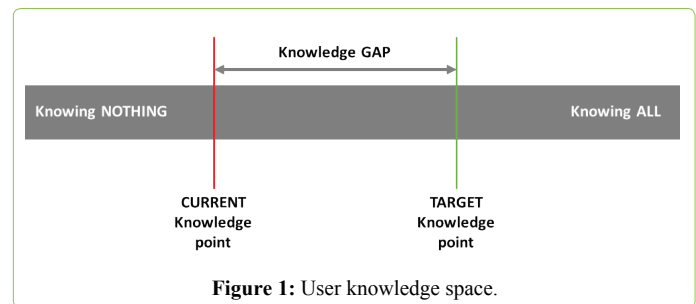 Knowledge GAP
Knowing NOTHING
Knowing ALL
CURRENT
Knowledge
point
TARGET
Knowledge
point
Figure 1: User knowledge space.